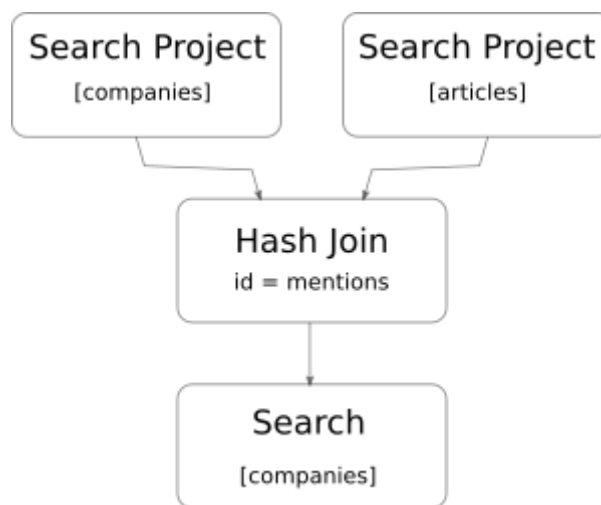 Search Project
[companies]
Search Project
[articles]
Hash Join
id = mentions
Search
[companies]